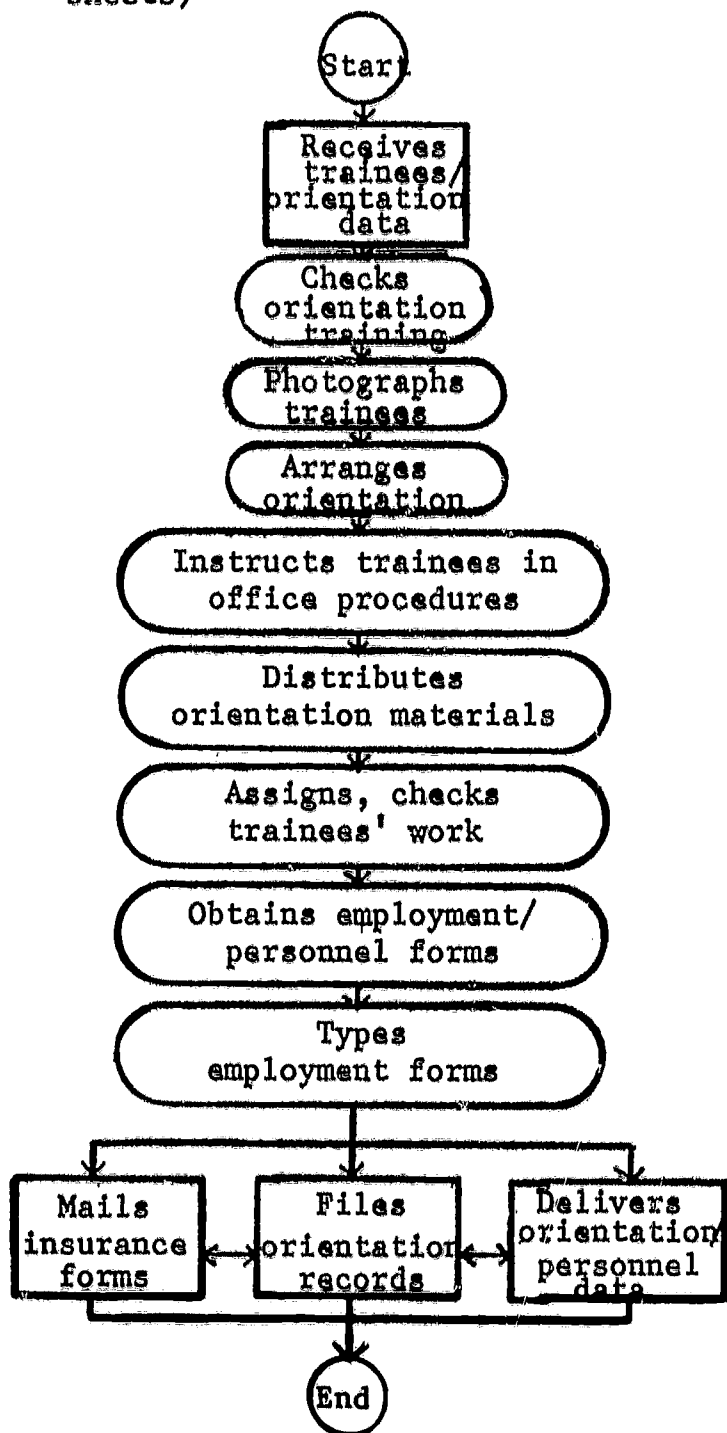 sheets)
Start
Receives
trainees/
orientation
data
Checks
orientation
training
Photographs
trainees
Arranges
orientation
Instructs trainees in
office procedures
Distributes
orientation materials
Assigns, checks
trainees' work
Obtains employment/
personnel forms
Types
employment forms
Mails
insurance
forms
Files
orientation
records
Delivers
orientation/
personnel
data
End